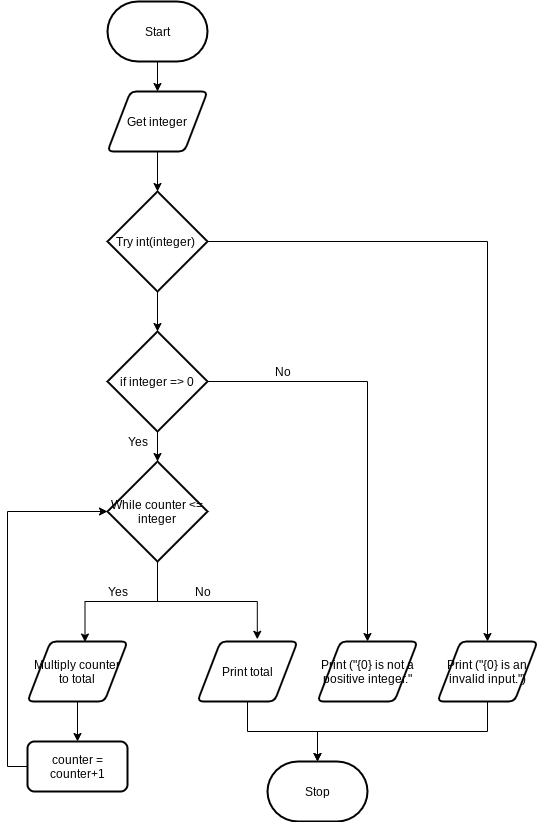 Start
Get integer
Try int(integer)
if integer => 0
No
Yes
While counter <=
integer
Yes
No
Multiply counter
to total
Print total
Print ("{0} is not a
positive integer."
Print ("{0} is an
invalid input.")
counter =
counter+1
Stop